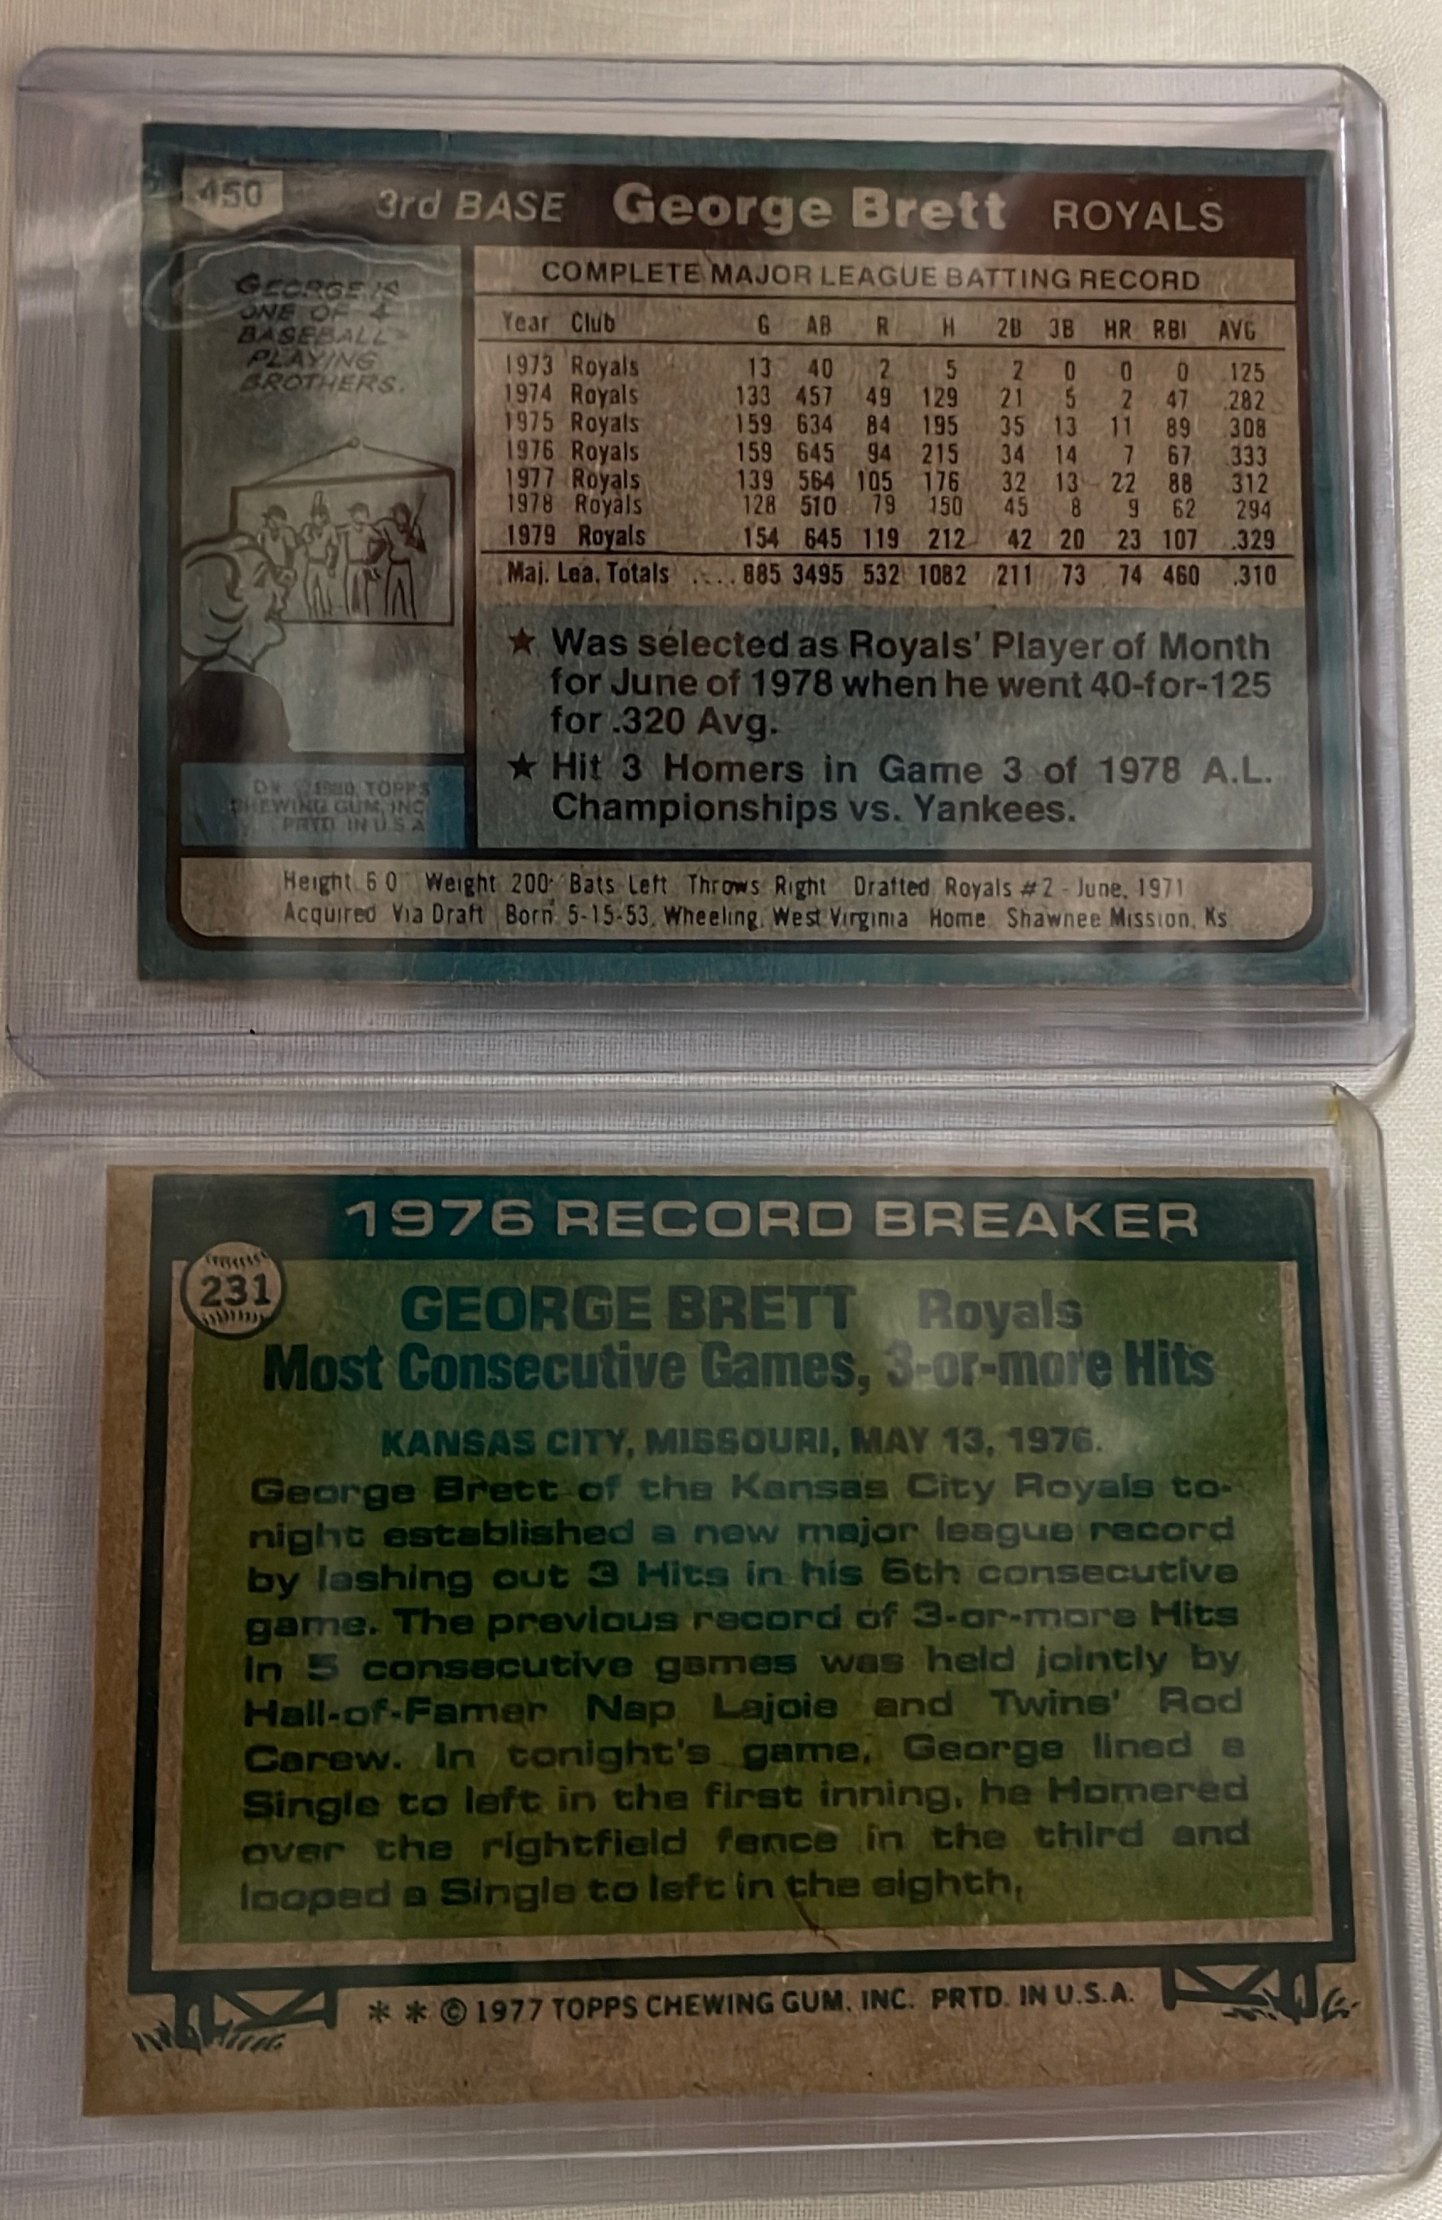 450 3rd BASE George Brett ROYALS
GEORGE IS
ONE OF 4
BASEBALL
PLAYING
BROTHERS.
COMPLETE MAJOR LEAGUE BATTING RECORD
Year Club G AB R H 2B 3B HR RBI AVG
1973 Royals 13 40 2 5 2 0 0 0 .125
1974 Royals 133 457 49 129 21 5 2 47 .282
1975 Royals 159 634 84 195 35 13 11 89 .308
1976 Royals 159 645 94 215 34 14 7 67 .333
1977 Royals 139 564 105 176 32 13 22 88 .312
1978 Royals 128 510 79 150 45 8 9 62 .294
1979 Royals 154 645 119 212 42 20 23 107 .329
Maj. Lea. Totals .... 885 3495 532 1082 211 73 74 460 .310
★ Was selected as Royals' Player of Month
for June of 1978 when he went 40-for-125
for .320 Avg.
★ Hit 3 Homers in Game 3 of 1978 A.L.
Championships vs. Yankees.
© 1980 TOPPS
CHEWING GUM, INC
PRTD. IN U.S.A
Height 6 0 Weight 200 Bats Left Throws Right Drafted Royals #2 - June, 1971
Acquired Via Draft Born 5-15-53, Wheeling, West Virginia Home Shawnee Mission, Ks
1976 RECORD BREAKER
231
GEORGE BRETT Royals
Most Consecutive Games, 3-or-more Hits
KANSAS CITY, MISSOURI, MAY 13, 1976.
George Brett of the Kansas City Royals to-
night established a new major league record
by lashing out 3 Hits in his 6th consecutive
game. The previous record of 3-or-more Hits
in 5 consecutive games was held jointly by
Hall-of-Famer Nap Lajoie and Twins' Rod
Carew. In tonight's game, George lined a
Single to left in the first inning, he Homered
over the rightfield fence in the third and
looped a Single to left in the eighth.
* * © 1977 TOPPS CHEWING GUM, INC. PRTD. IN U.S.A.